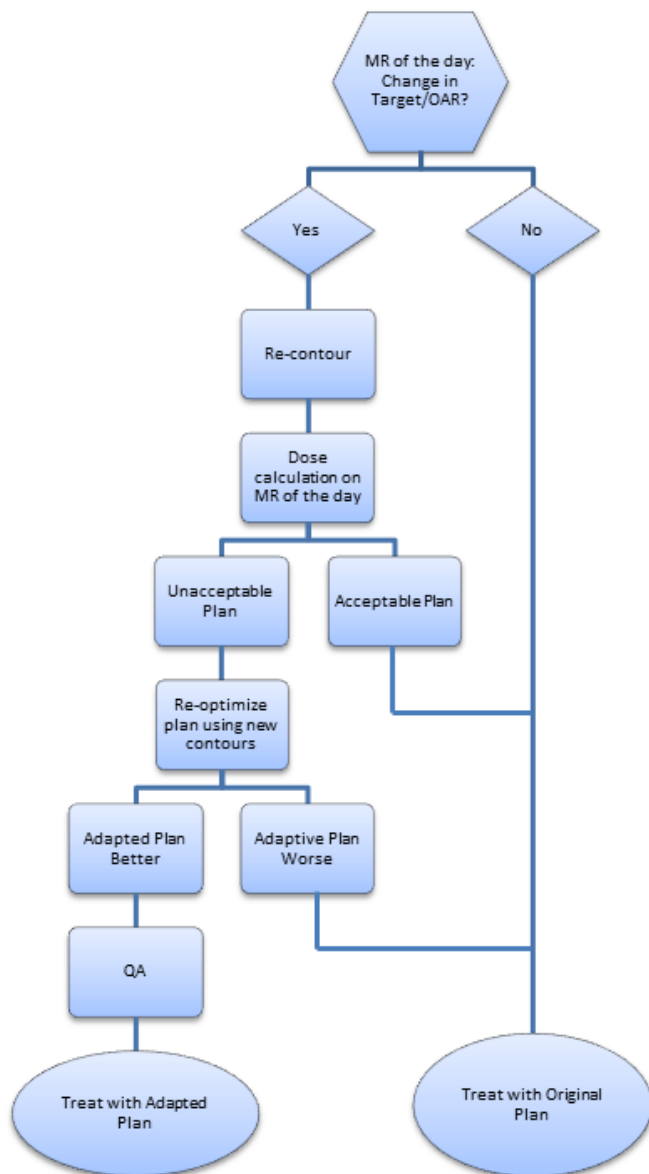 MR of the day:
Change in
Target/OAR?
Yes
No
Re-contour
Dose
calculation on
MR of the day
Unacceptable
Plan
Acceptable Plan
Re-optimize
plan using new
contours
Adapted Plan
Better
Adaptive Plan
Worse
QA
Treat with Adapted
Plan
Treat with Original
Plan